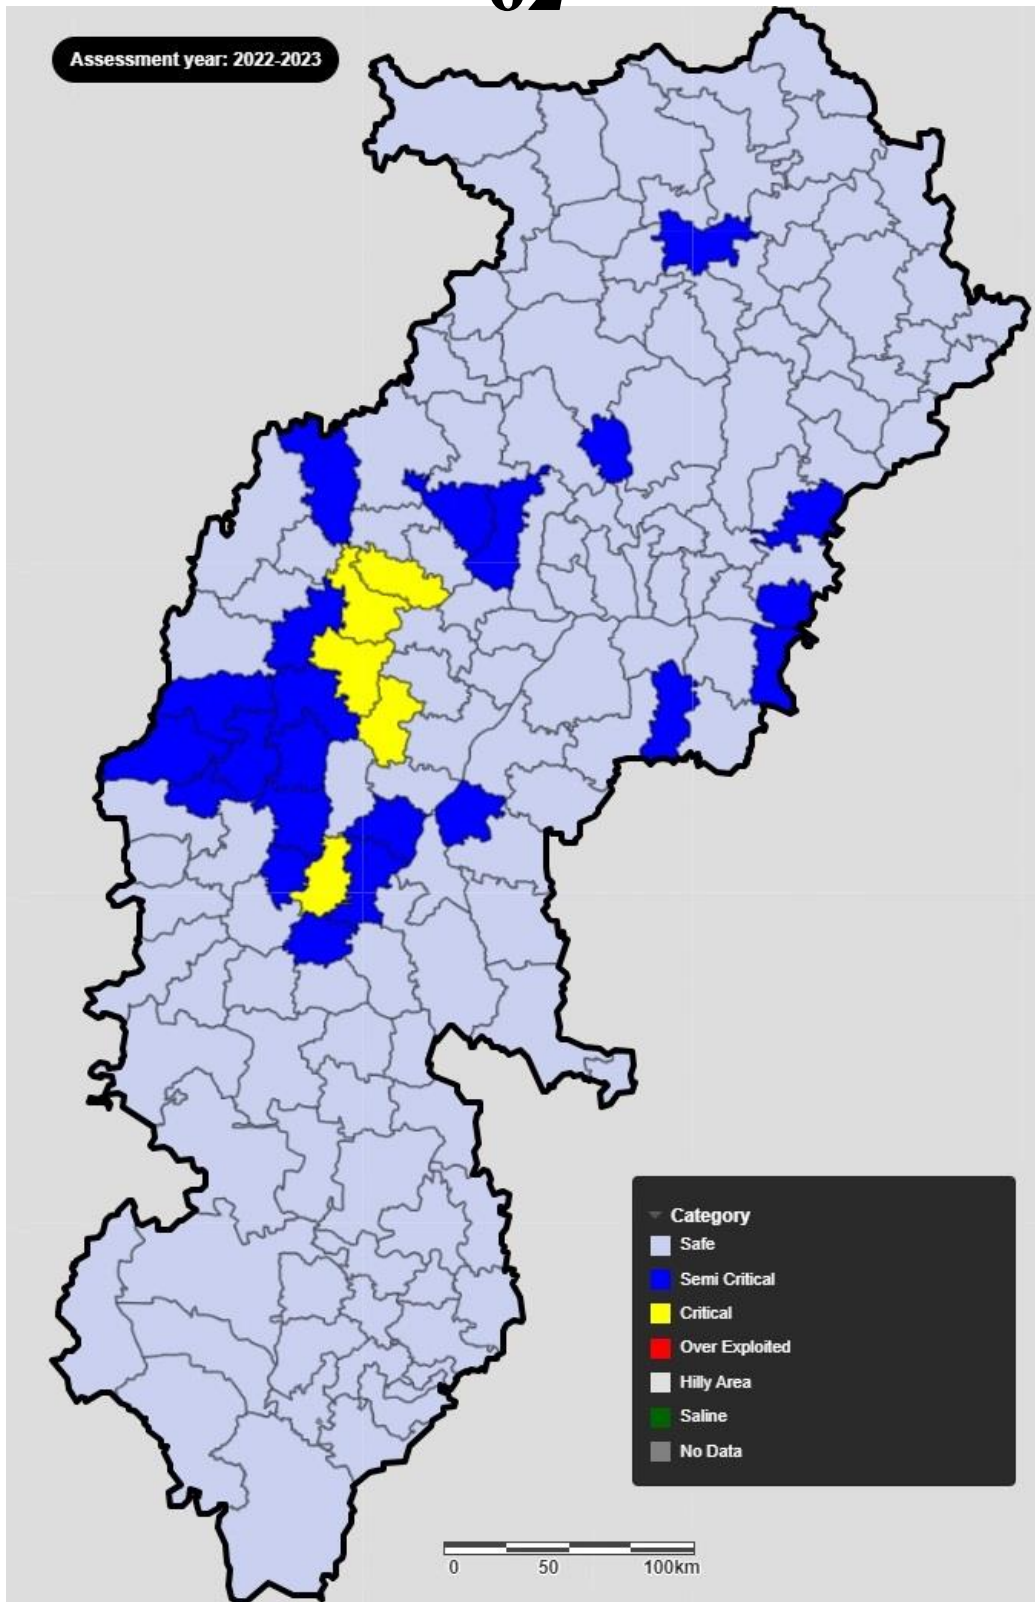 Assessment year: 2022-2023
Category
Safe
Semi Critical
Critical
Over Exploited
Hilly Area
Saline
No Data
0 50 100km